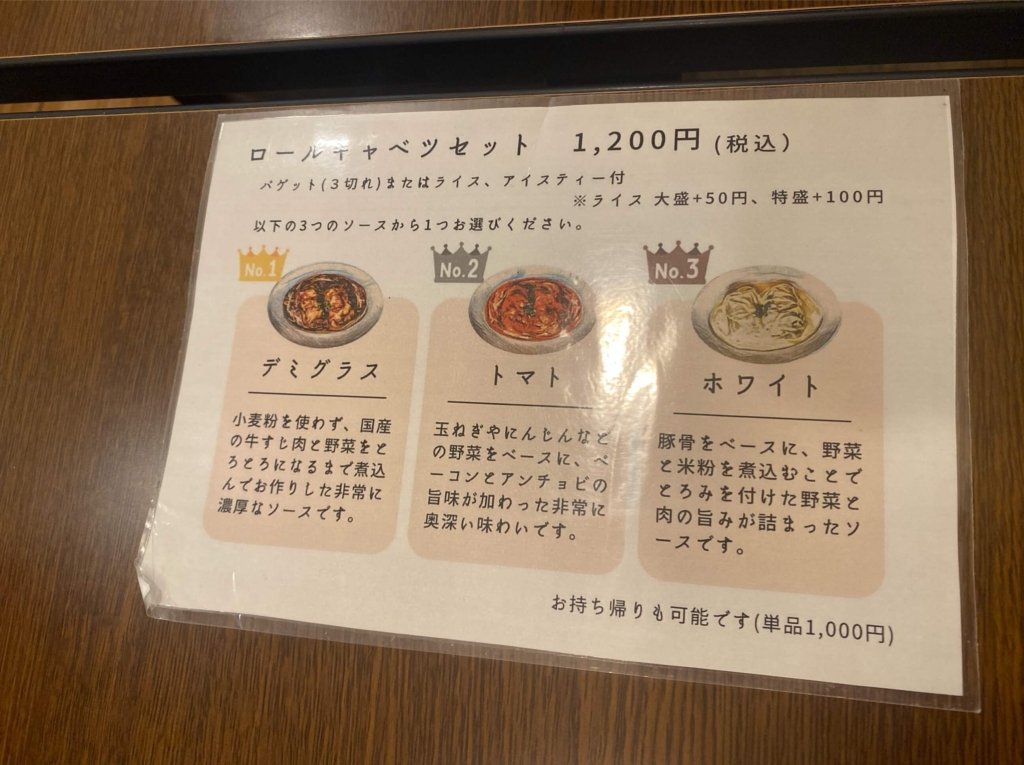 ロールキャベツセット 1,200円 (税込)
バゲット(3切れ)またはライス、アイスティー付
※ライス 大盛+50円、特盛+100円
以下の3つのソースから1つお選びください。
No.1
デミグラス
小麦粉を使わず、国産
の牛すじ肉と野菜をと
ろとろになるまで煮込
んでお作りした非常に
濃厚なソースです。
No.2
トマト
玉ねぎやにんじんなど
の野菜をベースに、ベ
ーコンとアンチョビの
旨味が加わった非常に
奥深い味わいです。
No.3
ホワイト
豚骨をベースに、野菜
と米粉を煮込むことで
とろみを付けた野菜と
肉の旨みが詰まったソ
ースです。
お持ち帰りも可能です(単品1,000円)